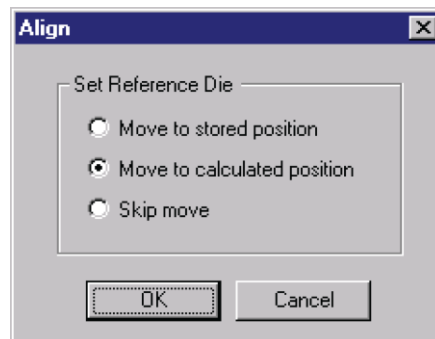 Align
Set Reference Die
Move to stored position
Move to calculated position
Skip move
OK
Cancel